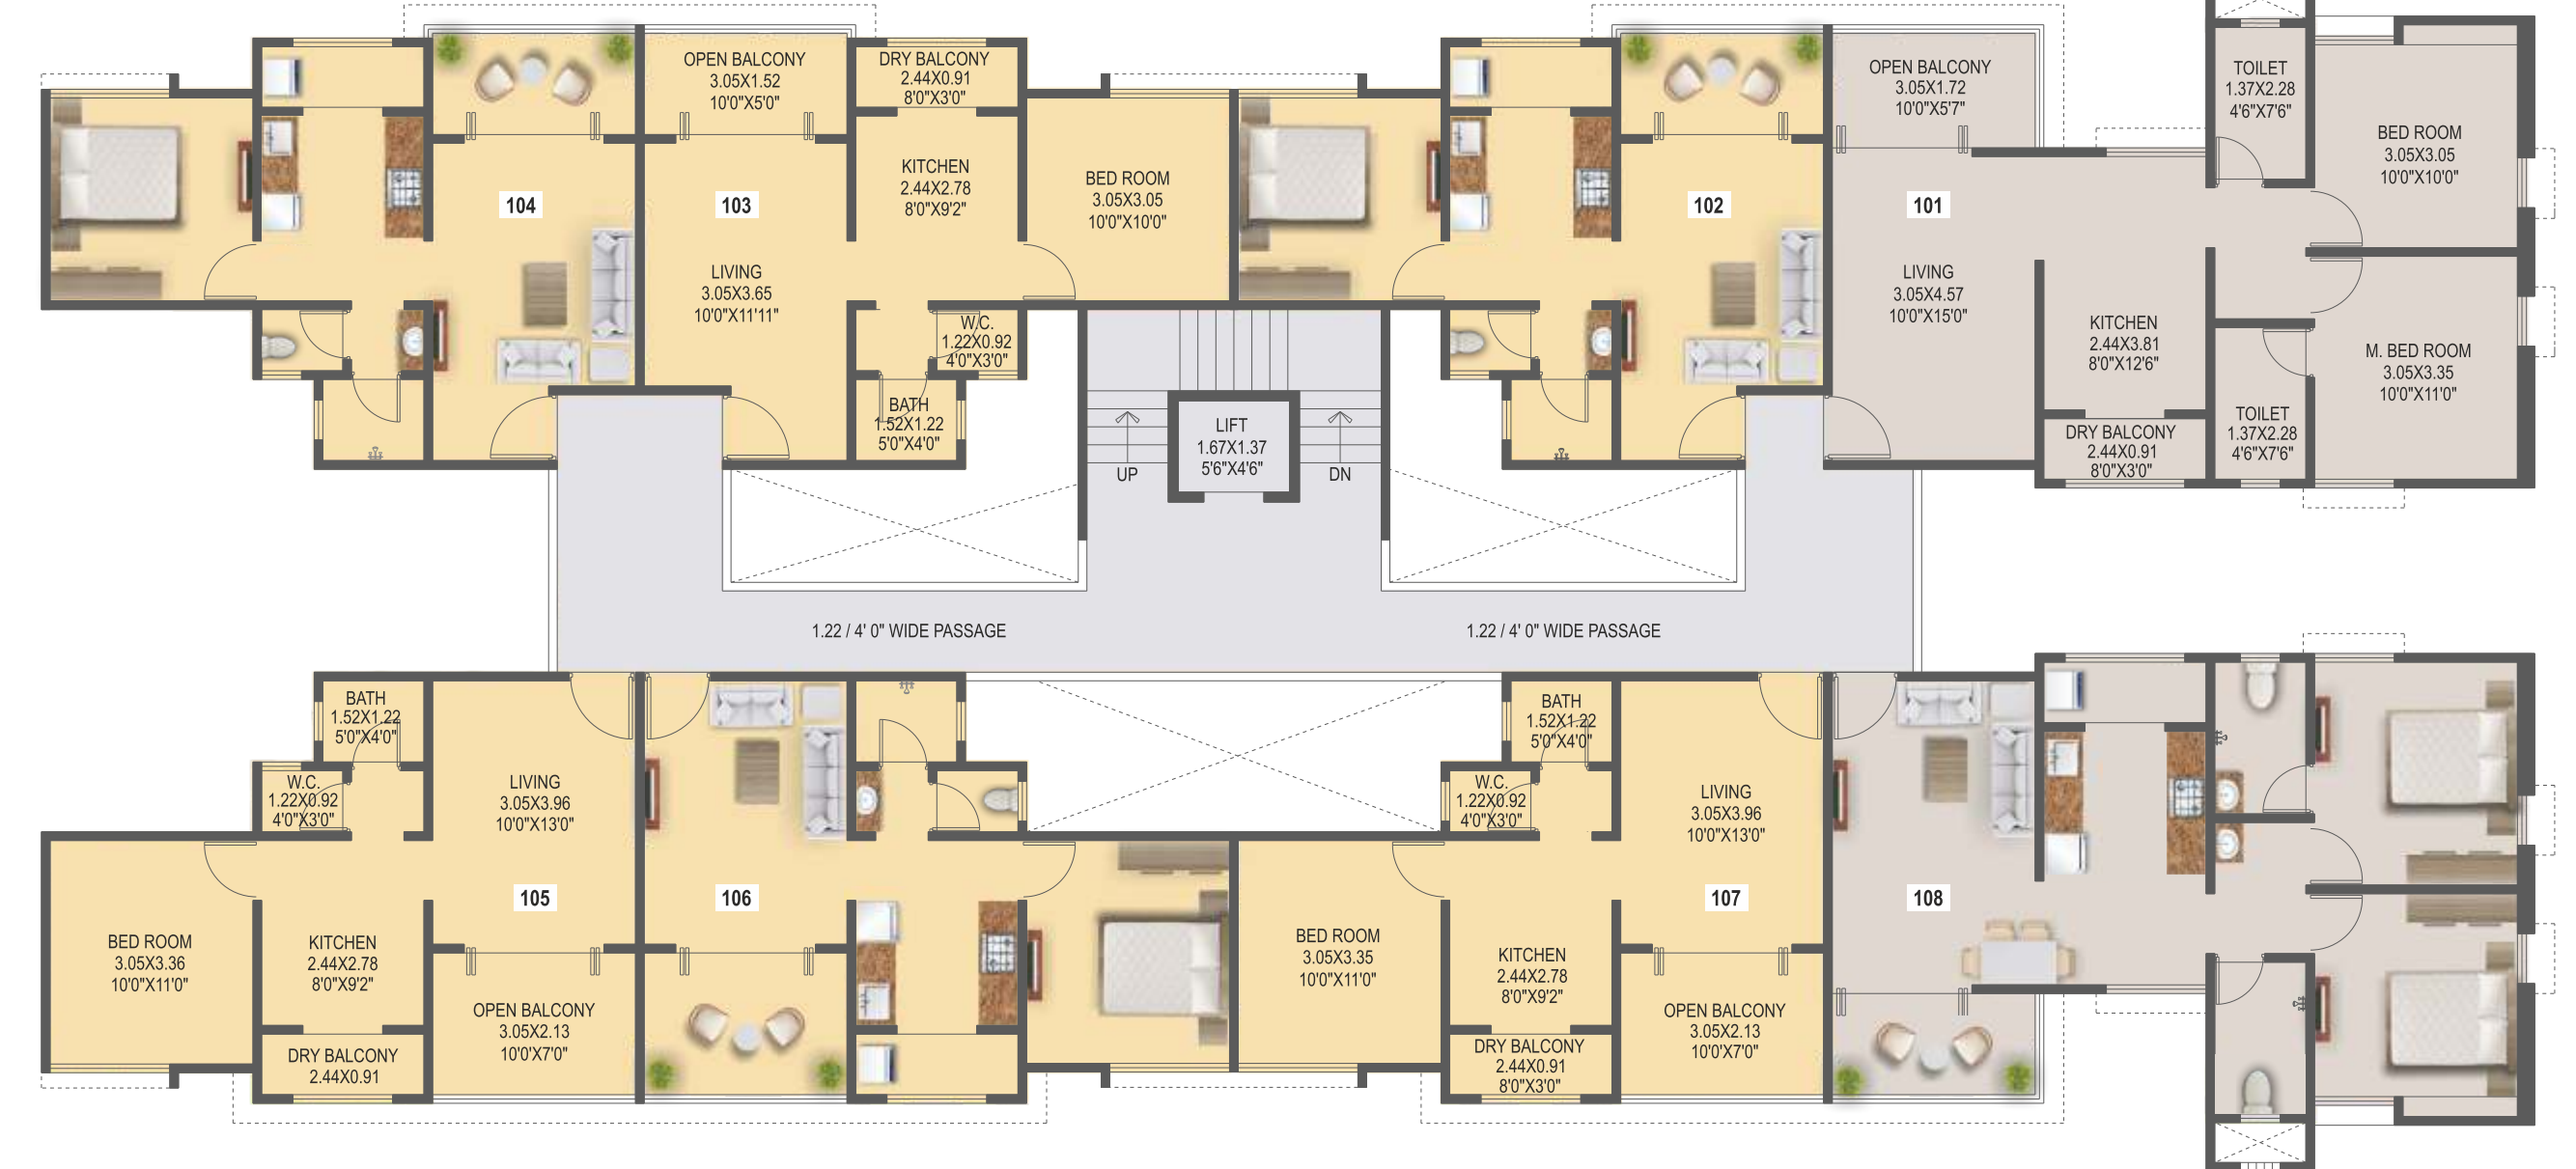 OPEN BALCONY
3.05X1.52
10'0"X5'0"
DRY BALCONY
2.44X0.91
8'0"X3'0"
KITCHEN
2.44X2.78
8'0"X9'2"
BED ROOM
3.05X3.05
10'0"X10'0"
104
103
LIVING
3.05X3.65
10'0"X11'11"
W.C.
1.22X0.92
4'0"X3'0"
BATH
1.52X1.22
5'0"X4'0"
102
OPEN BALCONY
3.05X1.72
10'0"X5'7"
101
LIVING
3.05X4.57
10'0"X15'0"
TOILET
1.37X2.28
4'6"X7'6"
BED ROOM
3.05X3.05
10'0"X10'0"
KITCHEN
2.44X3.81
8'0"X12'6"
M. BED ROOM
3.05X3.35
10'0"X11'0"
DRY BALCONY
2.44X0.91
8'0"X3'0"
TOILET
1.37X2.28
4'6"X7'6"
UP
LIFT
1.67X1.37
5'6"X4'6"
DN
1.22 / 4' 0" WIDE PASSAGE
1.22 / 4' 0" WIDE PASSAGE
BATH
1.52X1.22
5'0"X4'0"
W.C.
1.22X0.92
4'0"X3'0"
LIVING
3.05X3.96
10'0"X13'0"
105
BED ROOM
3.05X3.36
10'0"X11'0"
KITCHEN
2.44X2.78
8'0"X9'2"
OPEN BALCONY
3.05X2.13
10'0'X7'0"
DRY BALCONY
2.44X0.91
106
BATH
1.52X1.22
5'0"X4'0"
W.C.
1.22X0.92
4'0"X3'0"
LIVING
3.05X3.96
10'0"X13'0"
107
BED ROOM
3.05X3.35
10'0"X11'0"
KITCHEN
2.44X2.78
8'0"X9'2"
OPEN BALCONY
3.05X2.13
10'0'X7'0"
DRY BALCONY
2.44X0.91
8'0"X3'0"
108